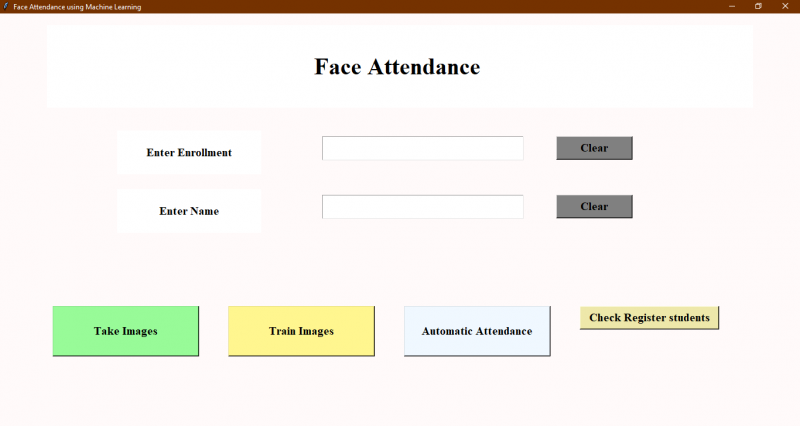 Face Attendance using Machine Learning
Face Attendance
Enter Enrollment
Clear
Enter Name
Clear
Take Images
Train Images
Automatic Attendance
Check Register students